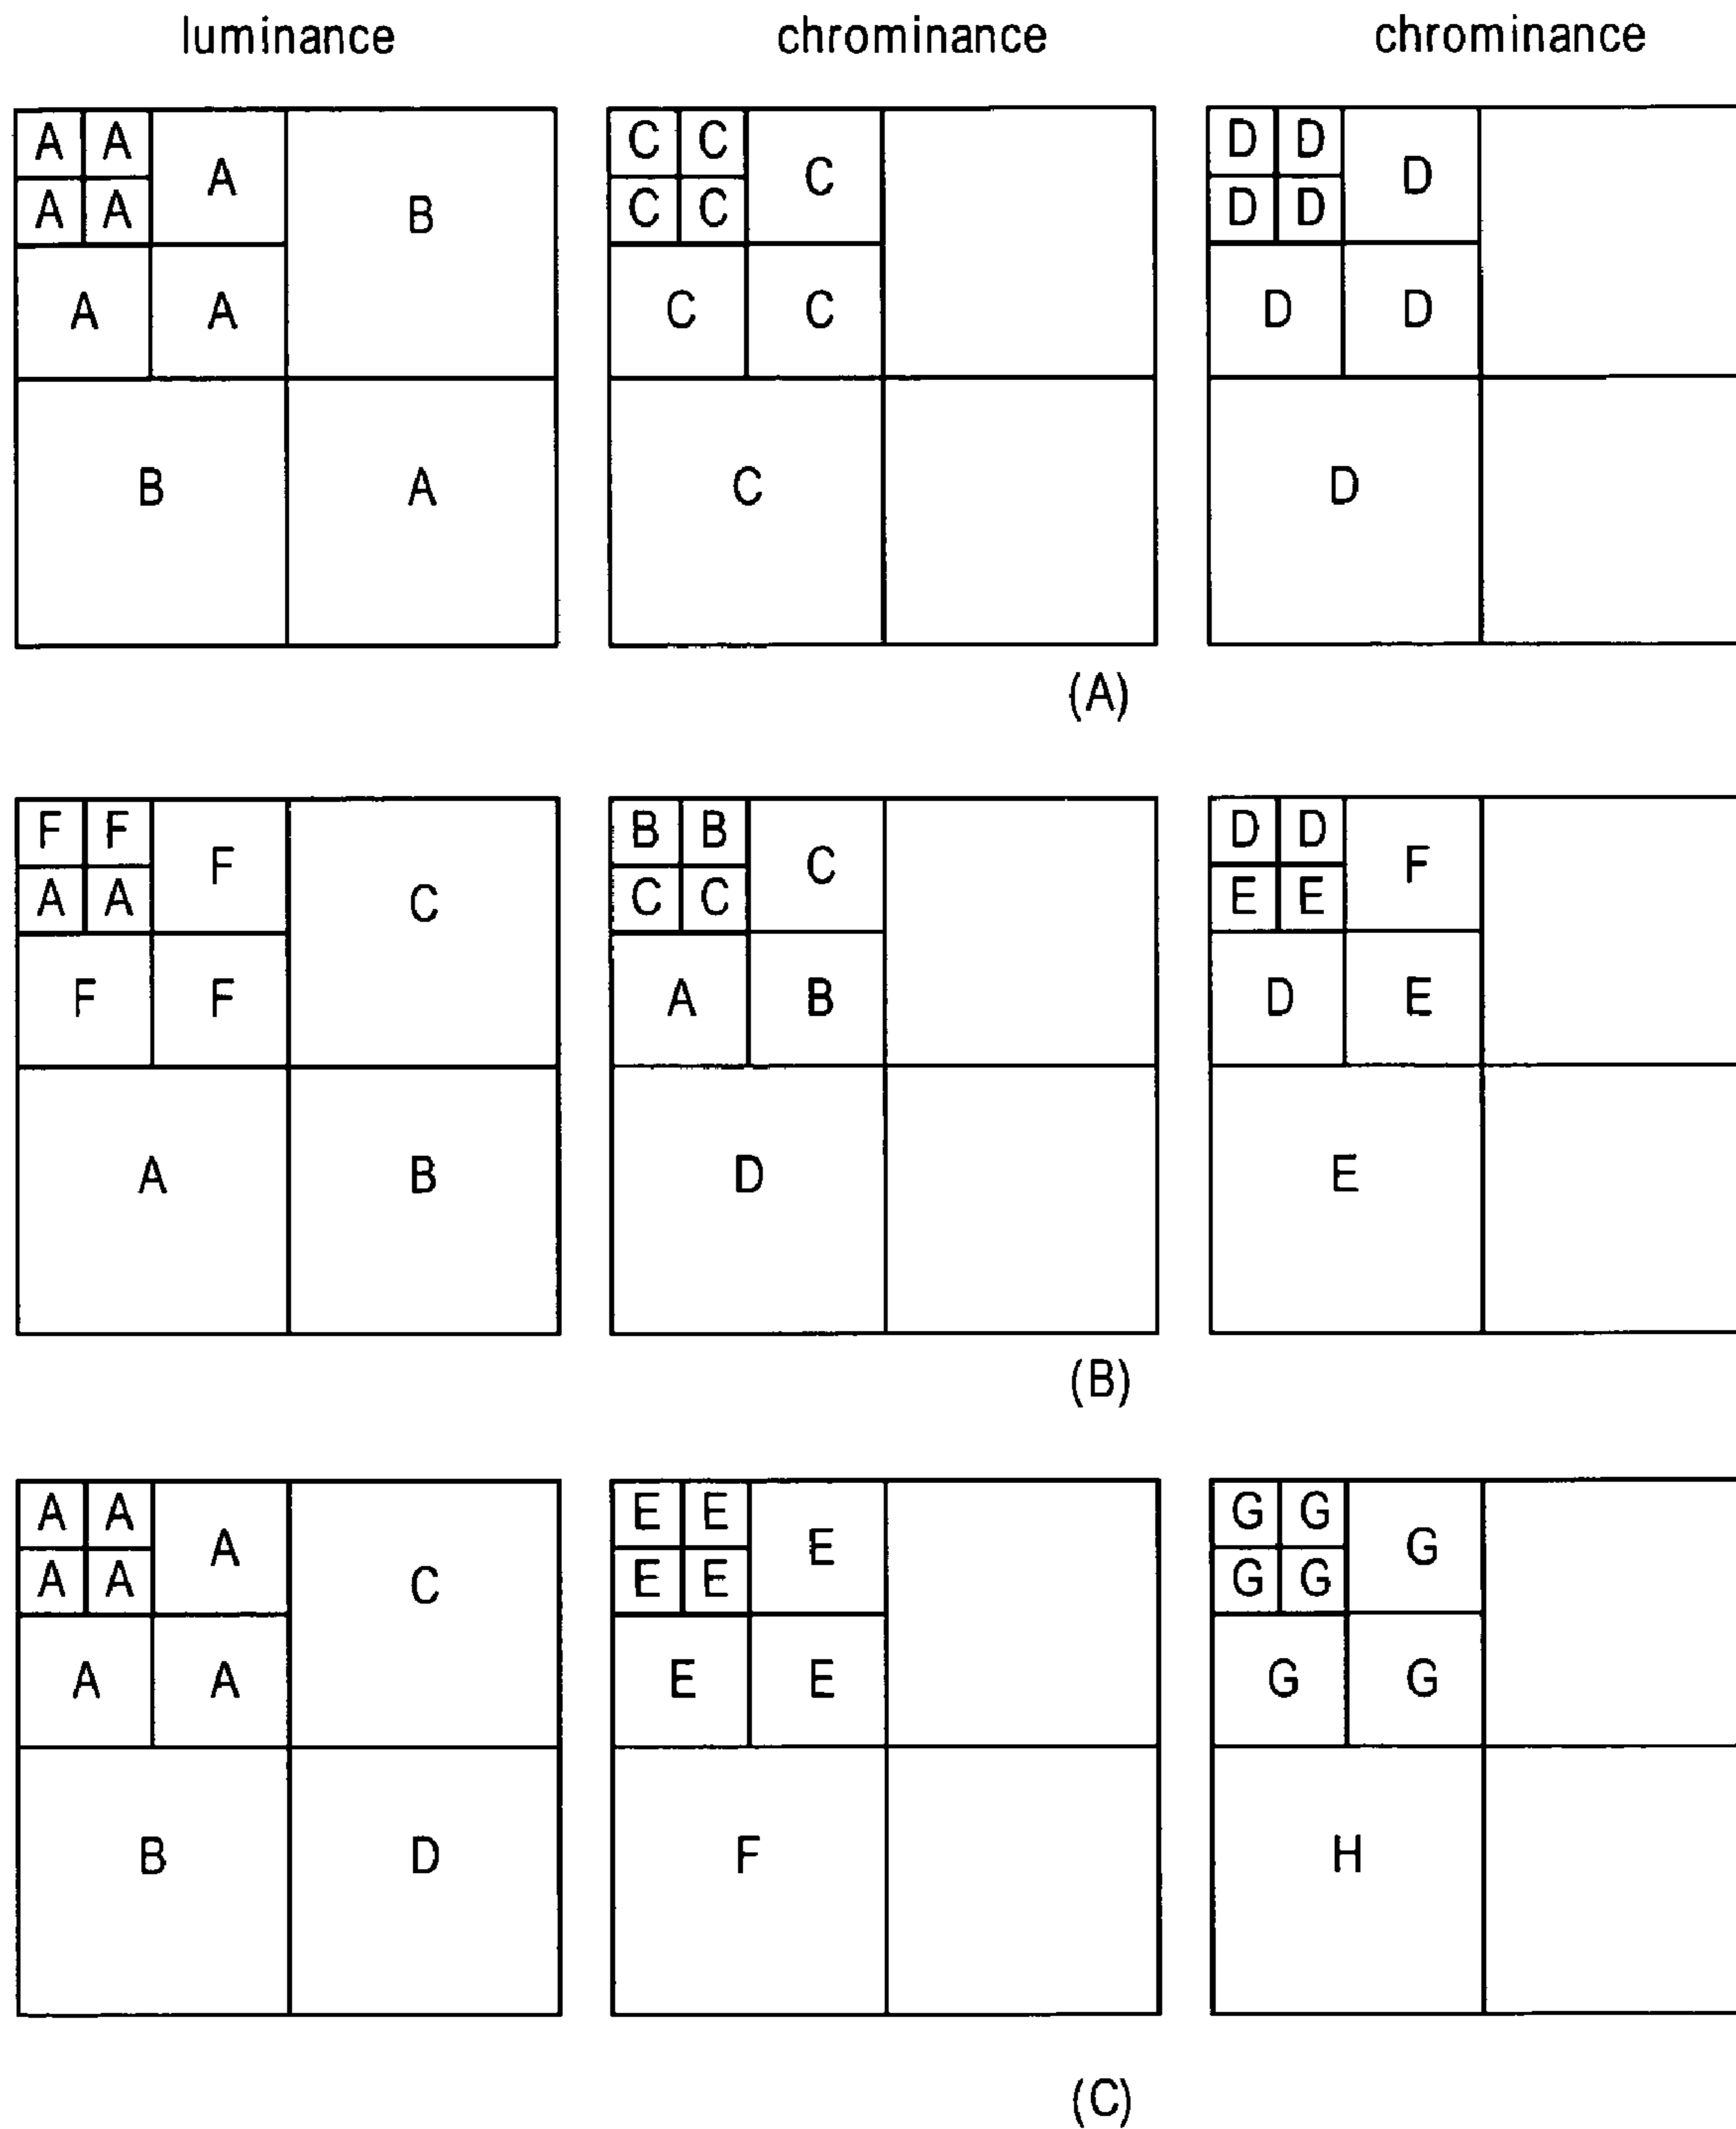 luminance chrominance chrominance
A A A B C C C D D D
A A C C D D
A A C C D D
B A C D
(A)
F F F C B B C D D F
A A C C E E
F F A B D E
A B D E
(B)
A A A C E E E G G G
A A E E G G
A A E E G G
B D F H
(C)